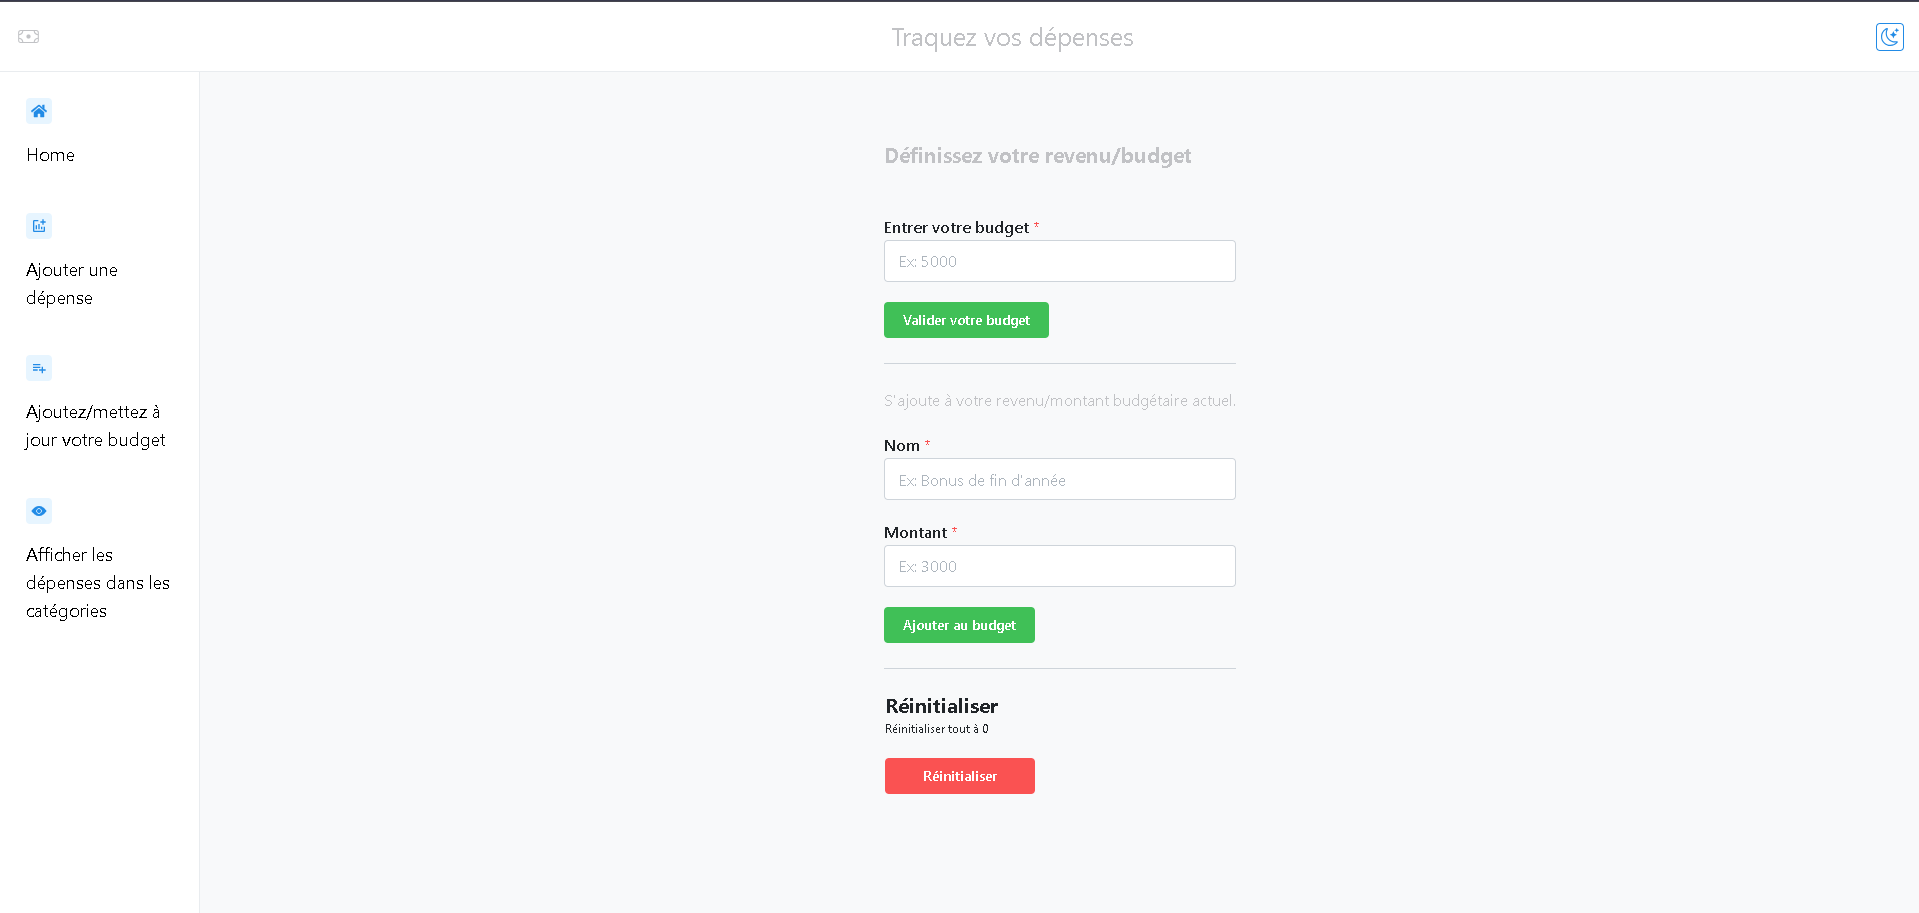 Traquez vos dépenses
Home
Ajouter une
dépense
Ajoutez/mettez à
jour votre budget
Afficher les
dépenses dans les
catégories
Définissez votre revenu/budget
Entrer votre budget *
Ex: 5000
Valider votre budget
S'ajoute à votre revenu/montant budgétaire actuel.
Nom *
Ex: Bonus de fin d'année
Montant *
Ex: 3000
Ajouter au budget
Réinitialiser
Réinitialiser tout à 0
Réinitialiser